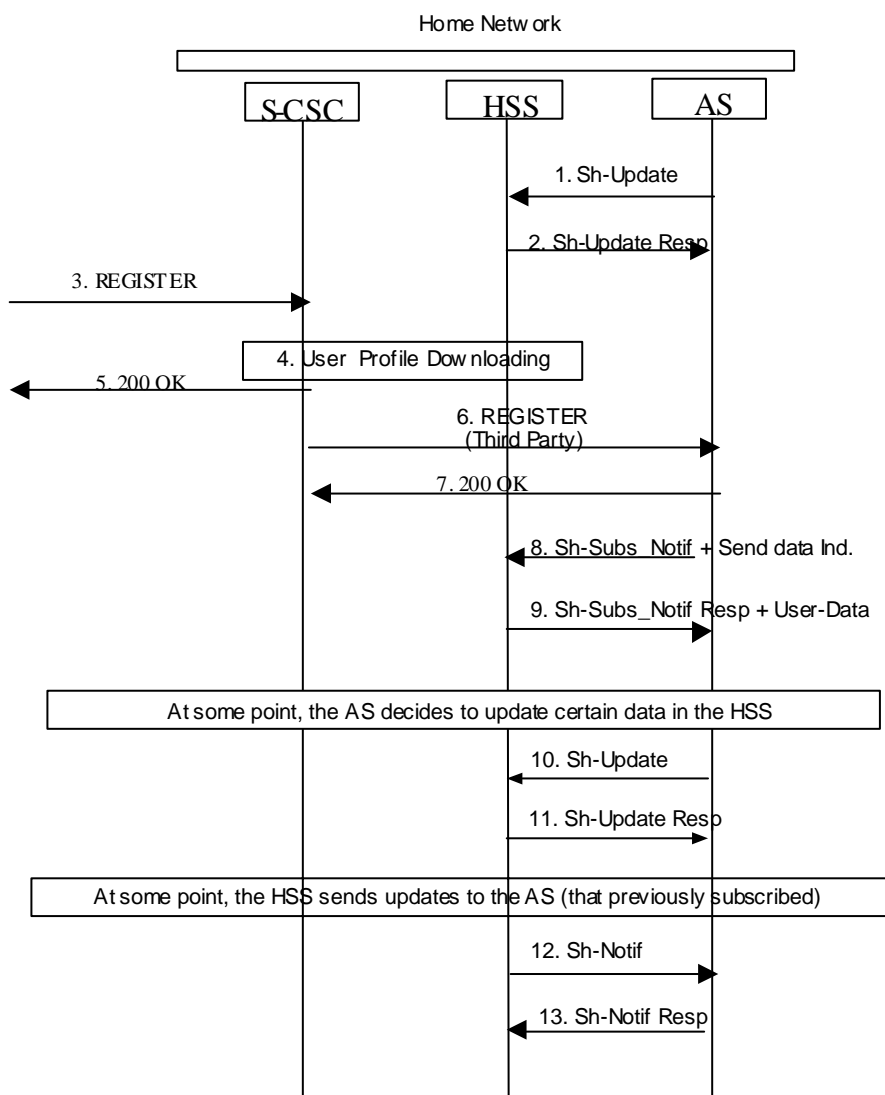 Home Network
S-CSC
HSS
AS
1. Sh-Update
2. Sh-Update Resp
3. REGISTER
4. User Profile Downloading
5. 200 OK
6. REGISTER
(Third Party)
7. 200 OK
8. Sh-Subs_Notif + Send data Ind.
9. Sh-Subs_Notif Resp + User-Data
At some point, the AS decides to update certain data in the HSS
10. Sh-Update
11. Sh-Update Resp
At some point, the HSS sends updates to the AS (that previously subscribed)
12. Sh-Notif
13. Sh-Notif Resp